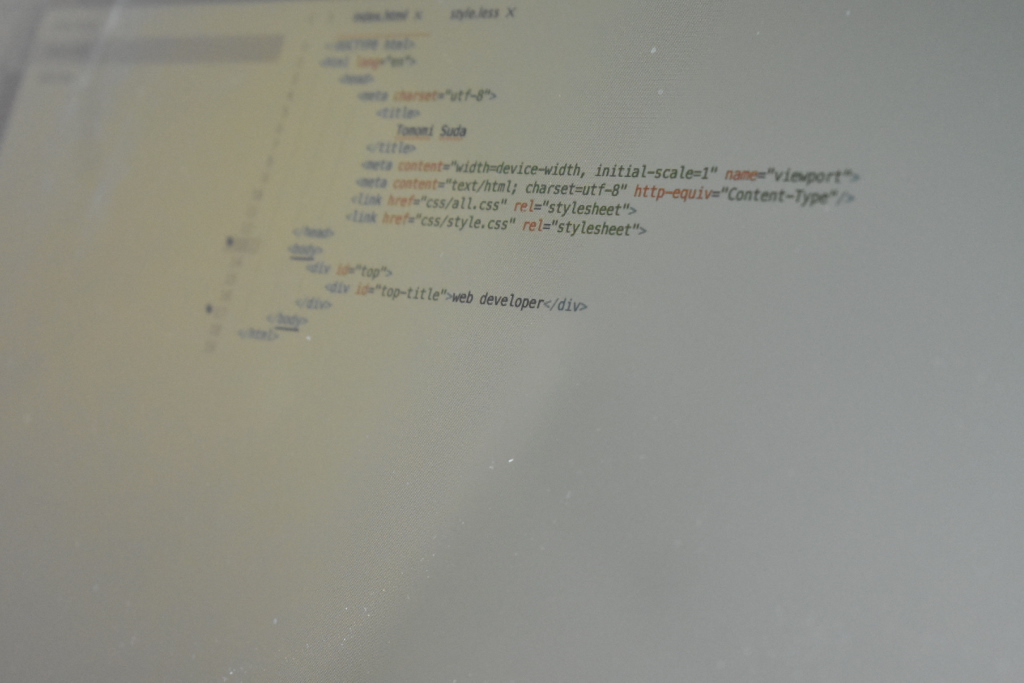 index.html × style.less ×
<!DOCTYPE html>
<html lang="en">
<head>
<meta charset="utf-8">
<title>
Tomomi Suda
</title>
<meta content="width=device-width, initial-scale=1" name="viewport">
<meta content="text/html; charset=utf-8" http-equiv="Content-Type"/>
<link href="css/all.css" rel="stylesheet">
<link href="css/style.css" rel="stylesheet">
</head>
<body>
<div id="top">
<div id="top-title">web developer</div>
</div>
</body>
</html>